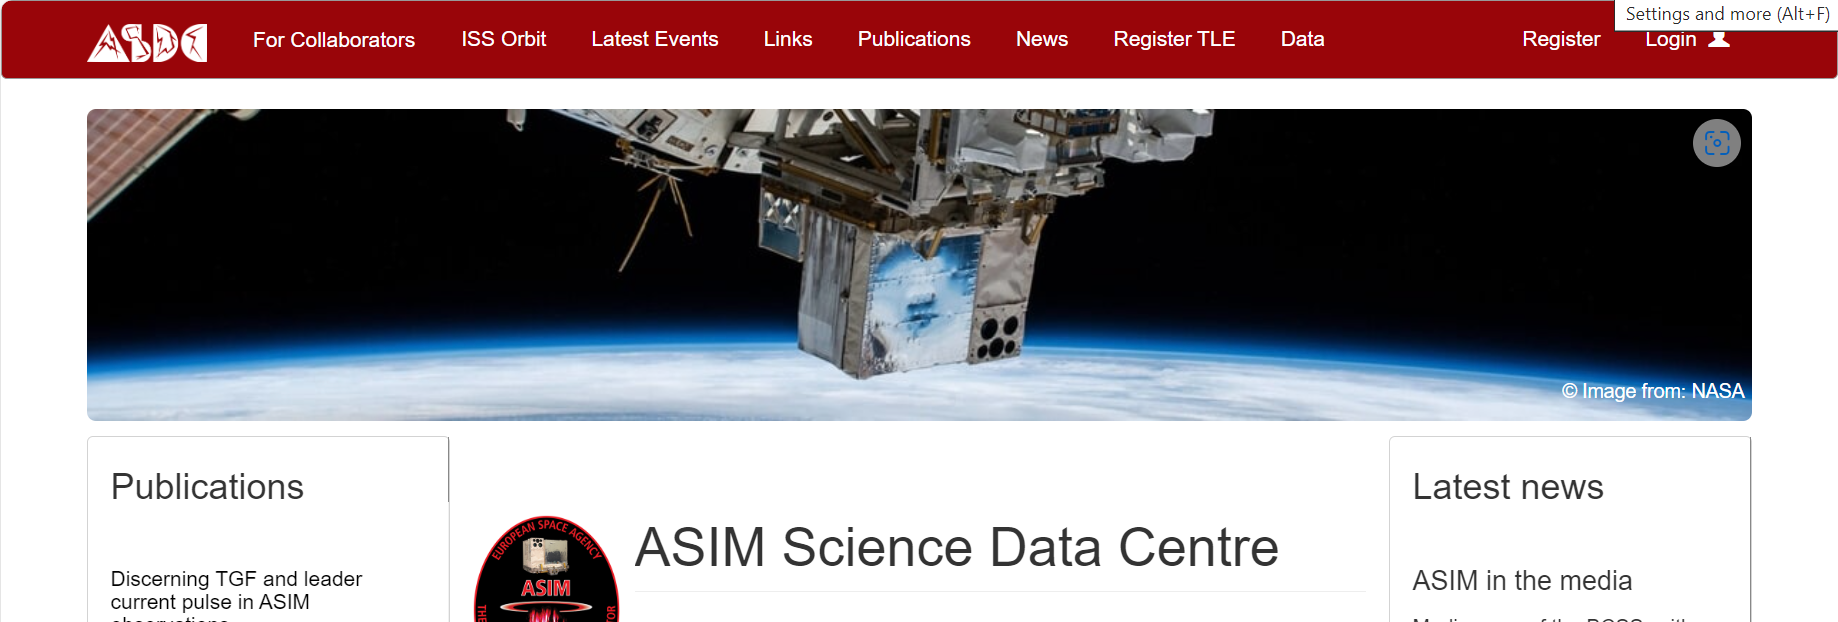 Settings and more (Alt+F)
ASDC
For Collaborators
ISS Orbit
Latest Events
Links
Publications
News
Register TLE
Data
Register
Login
© Image from: NASA
Publications
Discerning TGF and leader
current pulse in ASIM
EUROPEAN SPACE AGENCY
ASIM
THE
ASIM Science Data Centre
Latest news
ASIM in the media